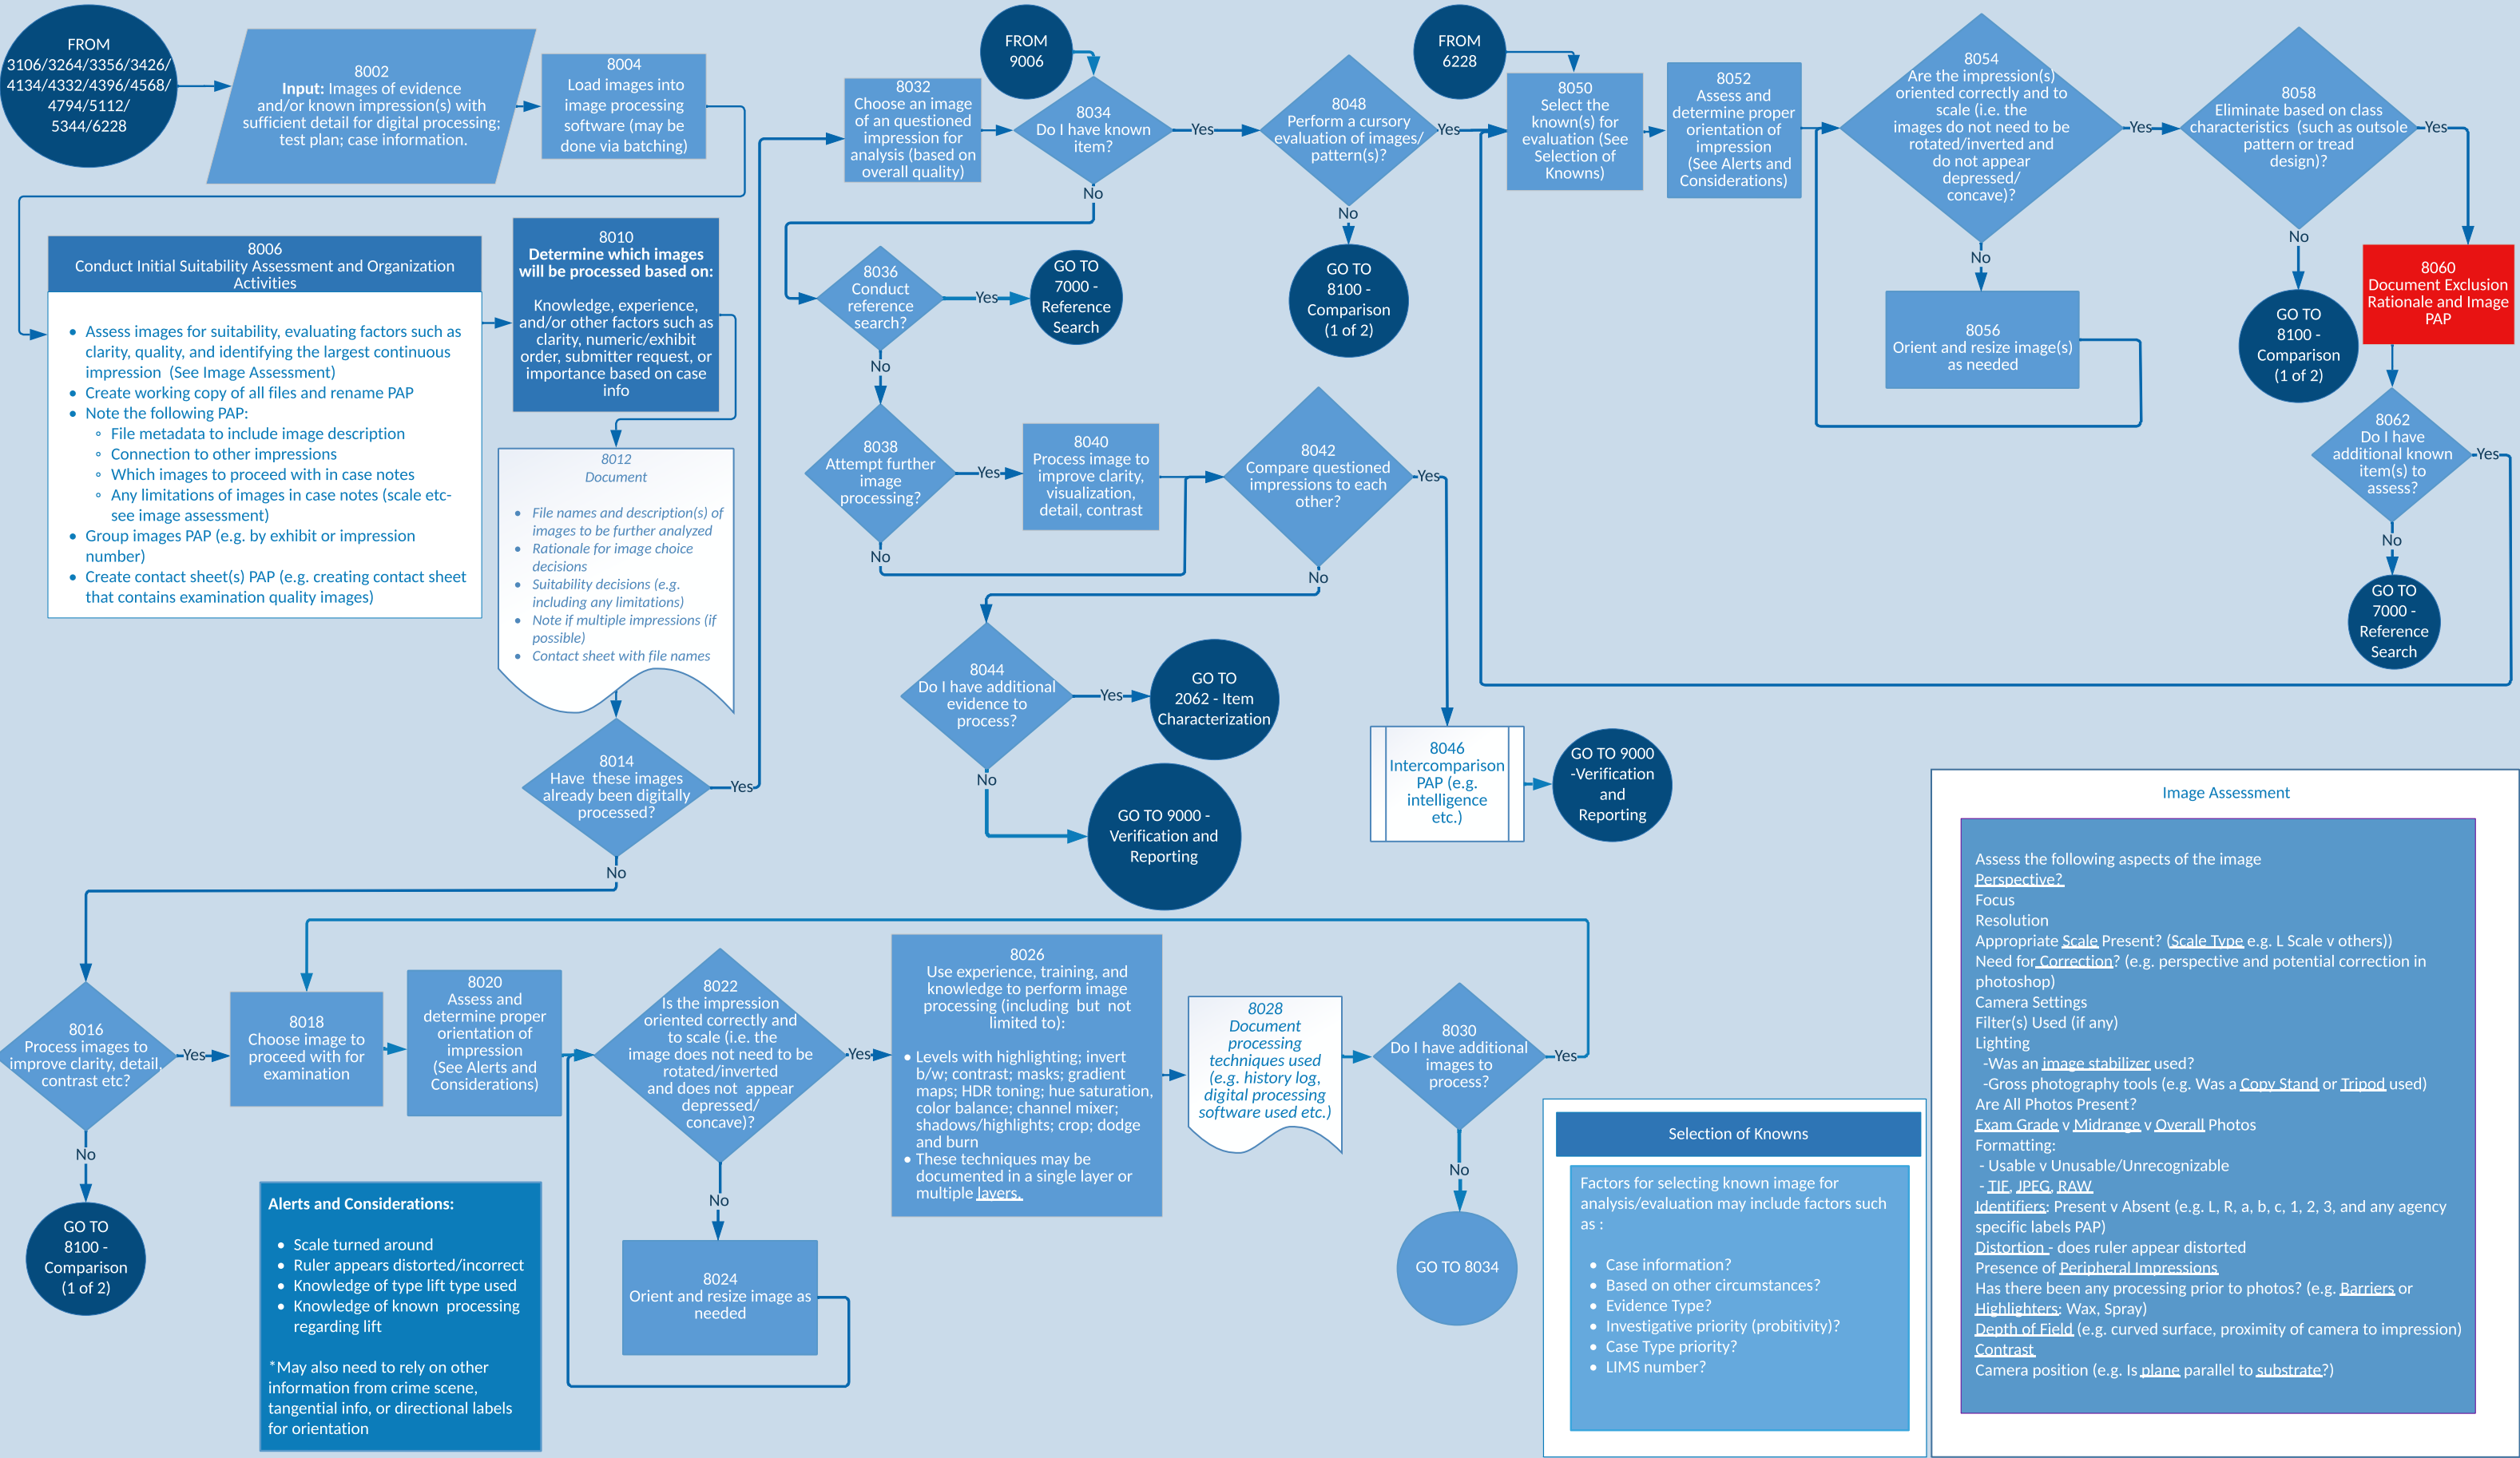 FROM
3106/3264/3356/3426/
4134/4332/4396/4568/
4794/5112/
5344/6228
8002
Input: Images of evidence
and/or known impression(s) with
sufficient detail for digital processing;
test plan; case information.
8004
Load images into
image processing
software (may be
done via batching)
8006
Conduct Initial Suitability Assessment and Organization
Activities
• Assess images for suitability, evaluating factors such as
clarity, quality, and identifying the largest continuous
impression (See Image Assessment)
• Create working copy of all files and rename PAP
• Note the following PAP:
◦ File metadata to include image description
◦ Connection to other impressions
◦ Which images to proceed with in case notes
◦ Any limitations of images in case notes (scale etc-
see image assessment)
• Group images PAP (e.g. by exhibit or impression
number)
• Create contact sheet(s) PAP (e.g. creating contact sheet
that contains examination quality images)
8010
Determine which images
will be processed based on:
Knowledge, experience,
and/or other factors such as
clarity, numeric/exhibit
order, submitter request, or
importance based on case
info
8012
Document
• File names and description(s) of
images to be further analyzed
• Rationale for image choice
decisions
• Suitability decisions (e.g.
including any limitations)
• Note if multiple impressions (if
possible)
• Contact sheet with file names
8014
Have these images
already been digitally
processed?
Yes
No
8032
Choose an image
of an questioned
impression for
analysis (based on
overall quality)
FROM
9006
8034
Do I have known
item?
Yes
No
8036
Conduct
reference
search?
Yes
GO TO
7000 -
Reference
Search
No
8038
Attempt further
image
processing?
Yes
No
8040
Process image to
improve clarity,
visualization,
detail, contrast
8042
Compare questioned
impressions to each
other?
Yes
No
8044
Do I have additional
evidence to
process?
Yes
GO TO
2062 - Item
Characterization
No
GO TO 9000 -
Verification and
Reporting
8046
Intercomparison
PAP (e.g.
intelligence
etc.)
GO TO 9000
-Verification
and
Reporting
8048
Perform a cursory
evaluation of images/
pattern(s)?
Yes
No
GO TO
8100 -
Comparison
(1 of 2)
FROM
6228
8050
Select the
known(s) for
evaluation (See
Selection of
Knowns)
8052
Assess and
determine proper
orientation of
impression
(See Alerts and
Considerations)
8054
Are the impression(s)
oriented correctly and to
scale (i.e. the
images do not need to be
rotated/inverted and
do not appear
depressed/
concave)?
Yes
No
8056
Orient and resize image(s)
as needed
8058
Eliminate based on class
characteristics (such as outsole
pattern or tread
design)?
Yes
No
GO TO
8100 -
Comparison
(1 of 2)
8060
Document Exclusion
Rationale and Image
PAP
8062
Do I have
additional known
item(s) to
assess?
Yes
No
GO TO
7000 -
Reference
Search
8016
Process images to
improve clarity, detail,
contrast etc?
Yes
No
GO TO
8100 -
Comparison
(1 of 2)
8018
Choose image to
proceed with for
examination
8020
Assess and
determine proper
orientation of
impression
(See Alerts and
Considerations)
8022
Is the impression
oriented correctly and
to scale (i.e. the
image does not need to be
rotated/inverted
and does not appear
depressed/
concave)?
Yes
No
8024
Orient and resize image as
needed
8026
Use experience, training, and
knowledge to perform image
processing (including but not
limited to):
• Levels with highlighting; invert
b/w; contrast; masks; gradient
maps; HDR toning; hue saturation,
color balance; channel mixer;
shadows/highlights; crop; dodge
and burn
• These techniques may be
documented in a single layer or
multiple layers.
8028
Document
processing
techniques used
(e.g. history log,
digital processing
software used etc.)
8030
Do I have additional
images to
process?
Yes
No
GO TO 8034
Alerts and Considerations:
• Scale turned around
• Ruler appears distorted/incorrect
• Knowledge of type lift type used
• Knowledge of known processing
regarding lift
*May also need to rely on other
information from crime scene,
tangential info, or directional labels
for orientation
Selection of Knowns
Factors for selecting known image for
analysis/evaluation may include factors such
as :
• Case information?
• Based on other circumstances?
• Evidence Type?
• Investigative priority (probitivity)?
• Case Type priority?
• LIMS number?
Image Assessment
Assess the following aspects of the image
Perspective?
Focus
Resolution
Appropriate Scale Present? (Scale Type e.g. L Scale v others))
Need for Correction? (e.g. perspective and potential correction in
photoshop)
Camera Settings
Filter(s) Used (if any)
Lighting
-Was an image stabilizer used?
-Gross photography tools (e.g. Was a Copy Stand or Tripod used)
Are All Photos Present?
Exam Grade v Midrange v Overall Photos
Formatting:
- Usable v Unusable/Unrecognizable
- TIF, JPEG, RAW
Identifiers: Present v Absent (e.g. L, R, a, b, c, 1, 2, 3, and any agency
specific labels PAP)
Distortion - does ruler appear distorted
Presence of Peripheral Impressions
Has there been any processing prior to photos? (e.g. Barriers or
Highlighters: Wax, Spray)
Depth of Field (e.g. curved surface, proximity of camera to impression)
Contrast
Camera position (e.g. Is plane parallel to substrate?)